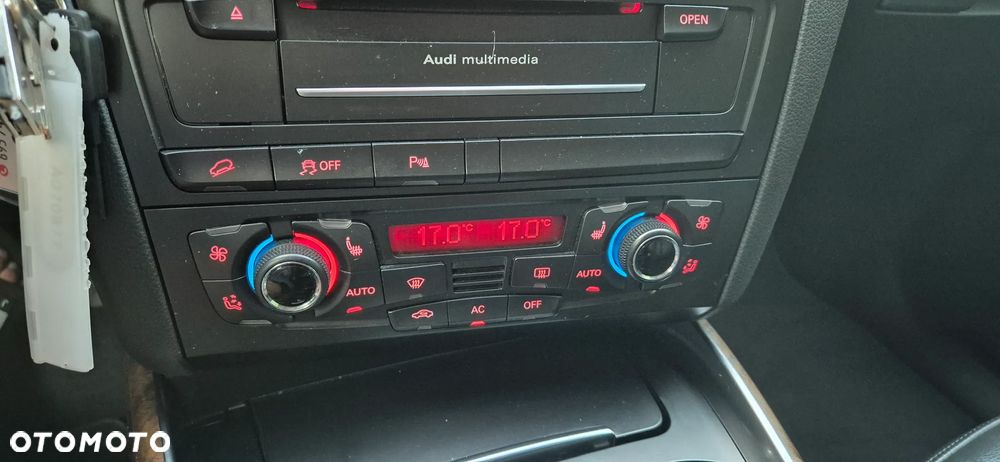 OPEN
Audi multimedia
OFF
P
17.0°C 17.0°C
AUTO
AUTO
AC
OFF
OTOMOTO